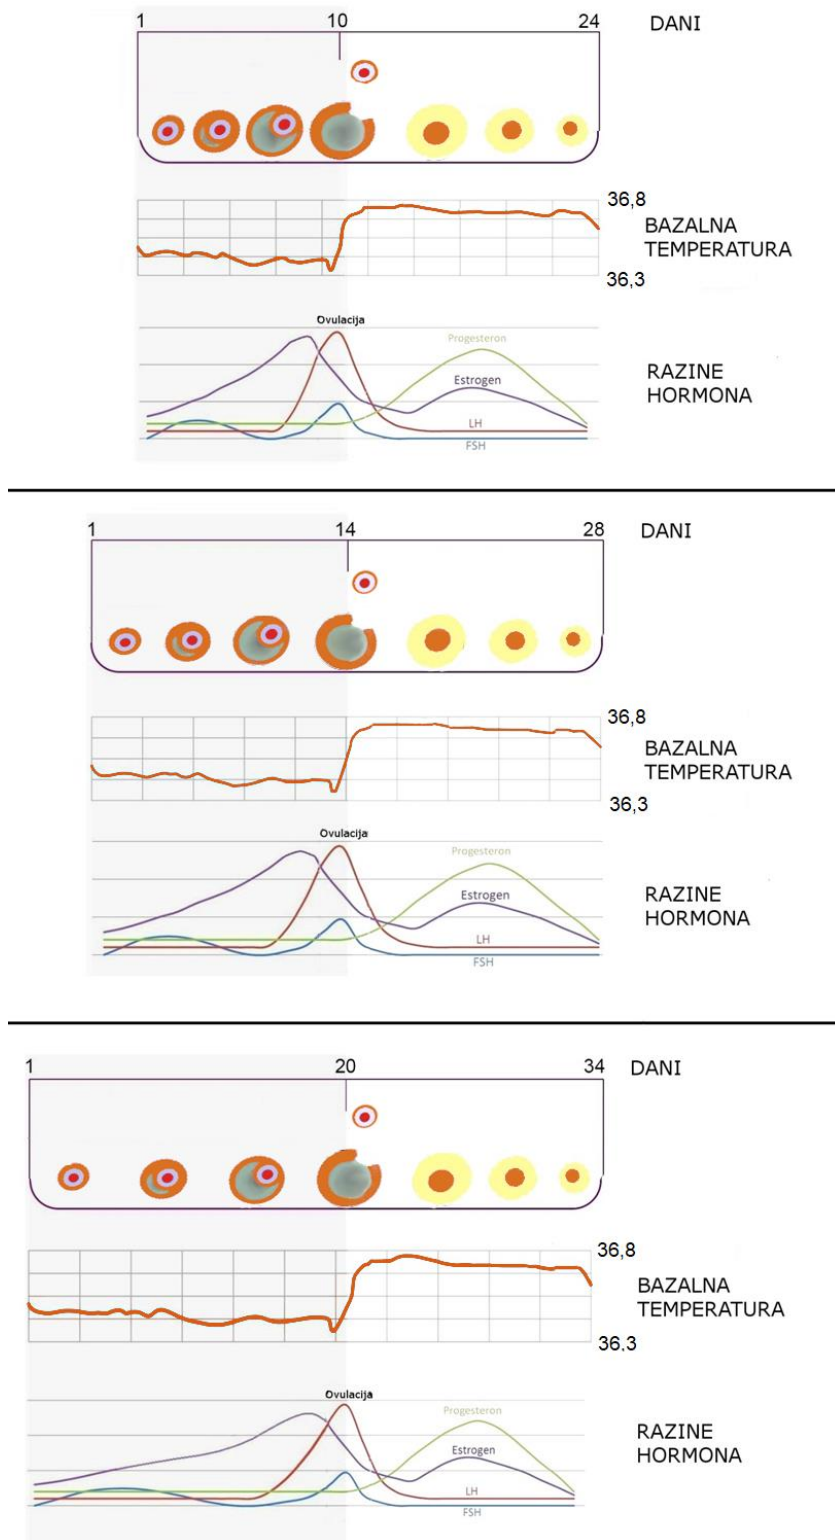 1 10 24 DANI
36,8
BAZALNA
TEMPERATURA
36,3
Ovulacija
Progesteron
Estrogen
LH
FSH
RAZINE
HORMONA
1 14 28 DANI
36,8
BAZALNA
TEMPERATURA
36,3
Ovulacija
Progesteron
Estrogen
LH
FSH
RAZINE
HORMONA
1 20 34 DANI
36,8
BAZALNA
TEMPERATURA
36,3
Ovulacija
Progesteron
Estrogen
LH
FSH
RAZINE
HORMONA